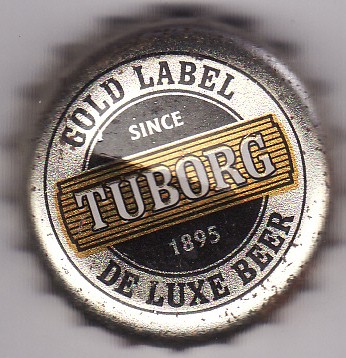 GOLD LABEL
SINCE
TUBORG
1895
DE LUXE BEER